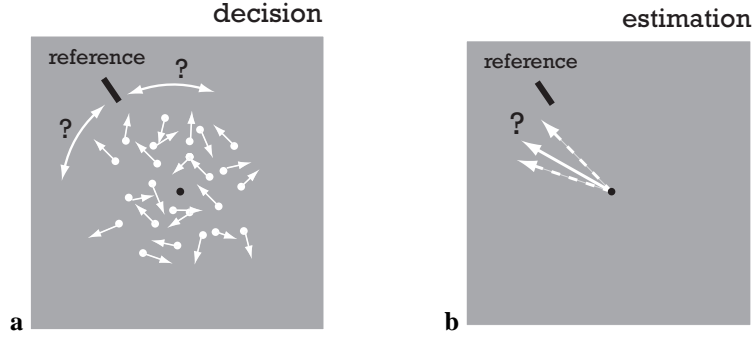 decision
reference
?
?
a
estimation
reference
?
b